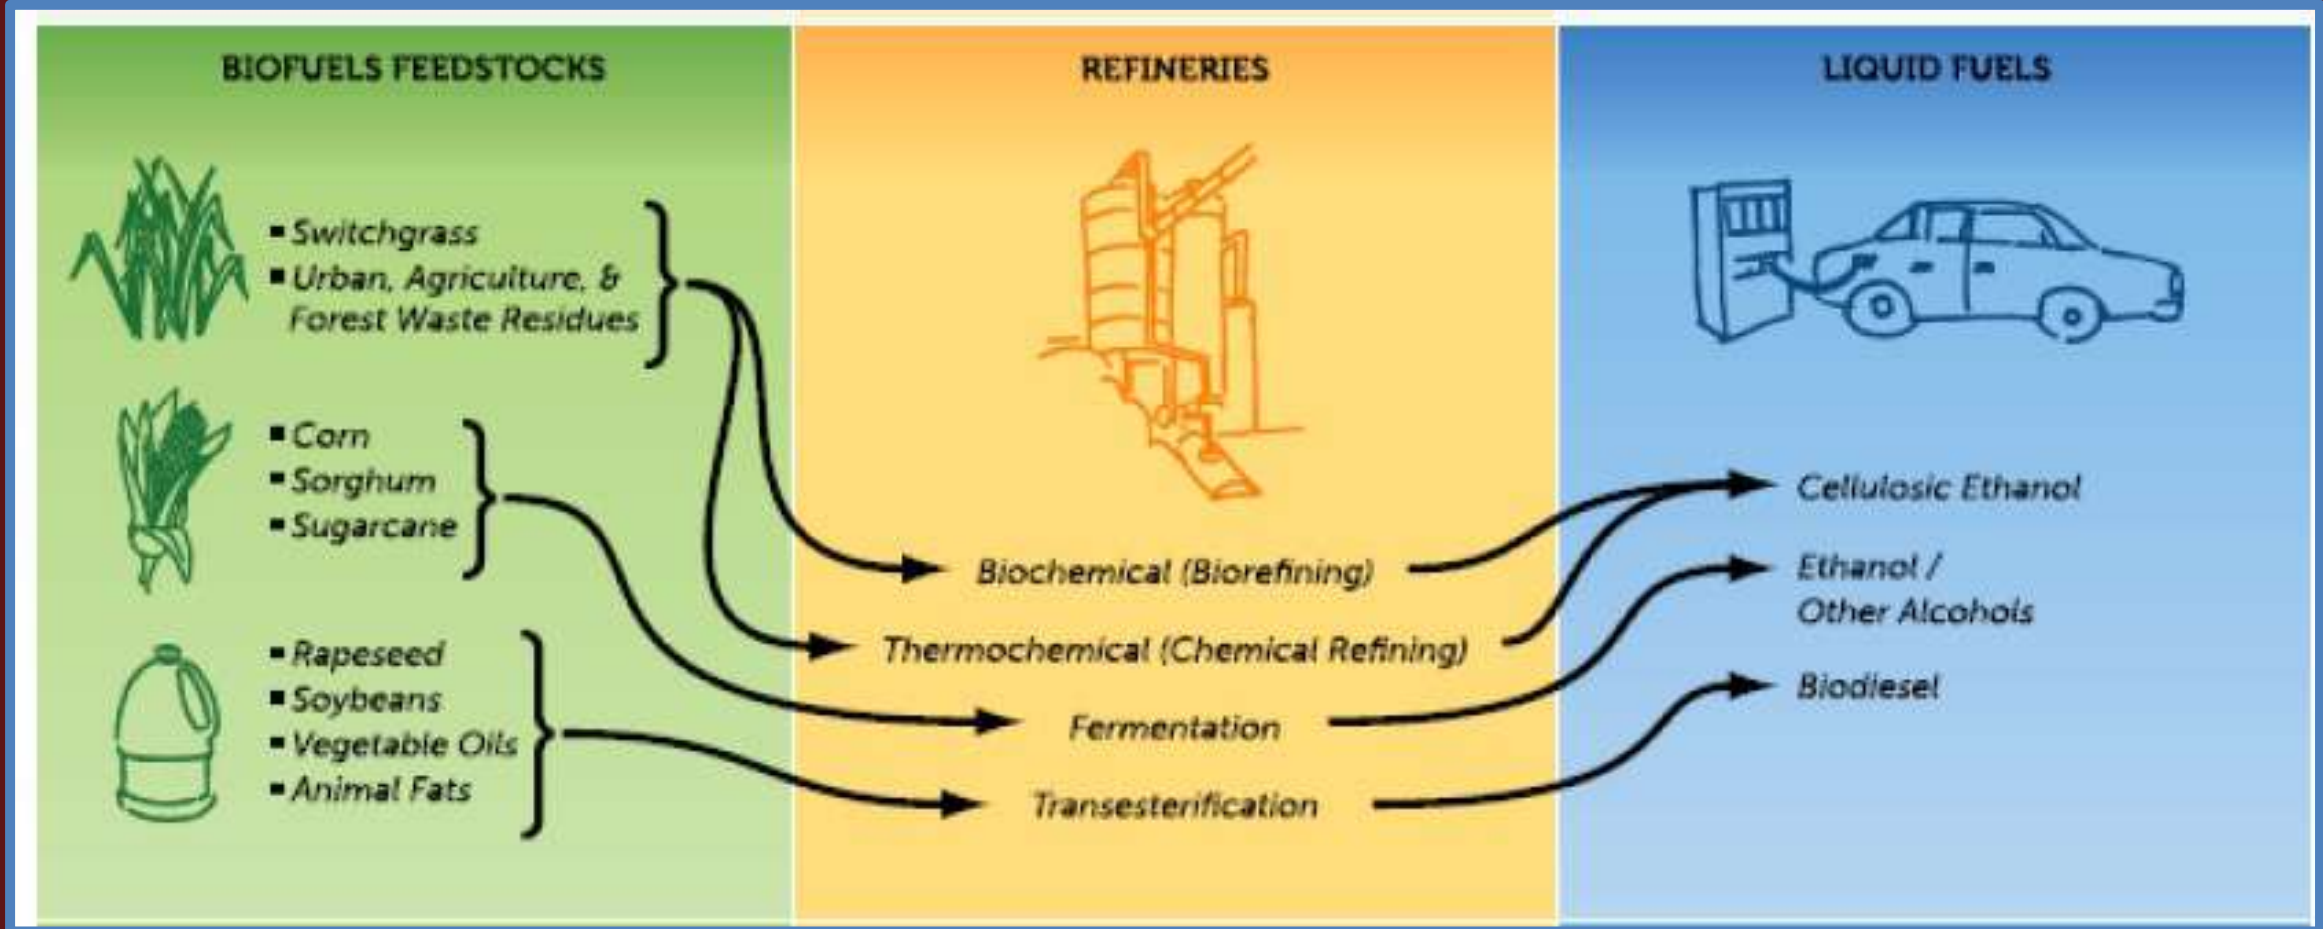 BIOFUELS FEEDSTOCKS
▪ Switchgrass
▪ Urban, Agriculture, &
Forest Waste Residues
▪ Corn
▪ Sorghum
▪ Sugarcane
▪ Rapeseed
▪ Soybeans
▪ Vegetable Oils
▪ Animal Fats
REFINERIES
Biochemical (Biorefining)
Thermochemical (Chemical Refining)
Fermentation
Transesterification
LIQUID FUELS
Cellulosic Ethanol
Ethanol /
Other Alcohols
Biodiesel